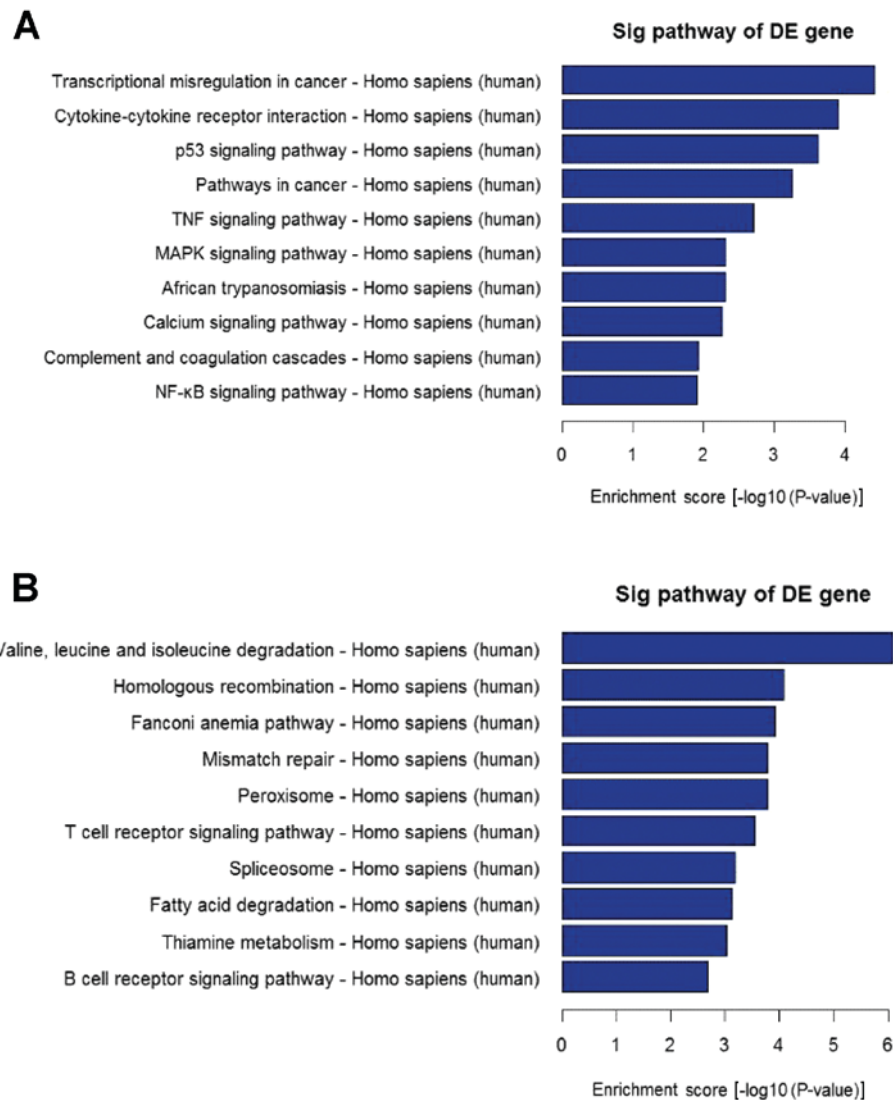 A
Sig pathway of DE gene
Transcriptional misregulation in cancer - Homo sapiens (human)
Cytokine-cytokine receptor interaction - Homo sapiens (human)
p53 signaling pathway - Homo sapiens (human)
Pathways in cancer - Homo sapiens (human)
TNF signaling pathway - Homo sapiens (human)
MAPK signaling pathway - Homo sapiens (human)
African trypanosomiasis - Homo sapiens (human)
Calcium signaling pathway - Homo sapiens (human)
Complement and coagulation cascades - Homo sapiens (human)
NF-κB signaling pathway - Homo sapiens (human)
0 1 2 3 4
Enrichment score [-log10 (P-value)]
B
Sig pathway of DE gene
Valine, leucine and isoleucine degradation - Homo sapiens (human)
Homologous recombination - Homo sapiens (human)
Fanconi anemia pathway - Homo sapiens (human)
Mismatch repair - Homo sapiens (human)
Peroxisome - Homo sapiens (human)
T cell receptor signaling pathway - Homo sapiens (human)
Spliceosome - Homo sapiens (human)
Fatty acid degradation - Homo sapiens (human)
Thiamine metabolism - Homo sapiens (human)
B cell receptor signaling pathway - Homo sapiens (human)
0 1 2 3 4 5 6
Enrichment score [-log10 (P-value)]